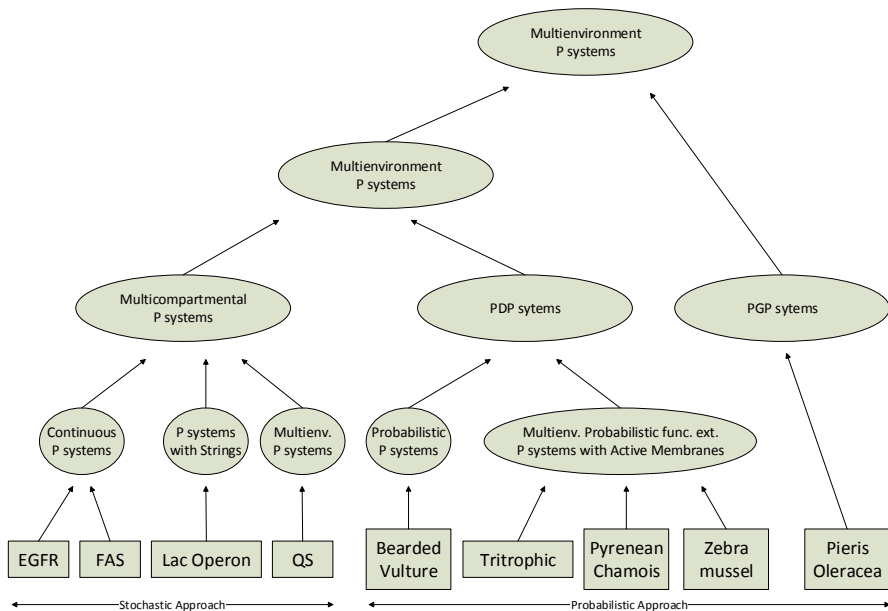 Multienvironment
P systems
Multienvironment
P systems
Multicompartmental
P systems
PDP sytems
PGP sytems
Continuous
P systems
P systems
with Strings
Multienv.
P systems
Probabilistic
P systems
Multienv. Probabilistic func. ext.
P systems with Active Membranes
EGFR
FAS
Lac Operon
QS
Bearded
Vulture
Tritrophic
Pyrenean
Chamois
Zebra
mussel
Pieris
Oleracea
Stochastic Approach
Probabilistic Approach